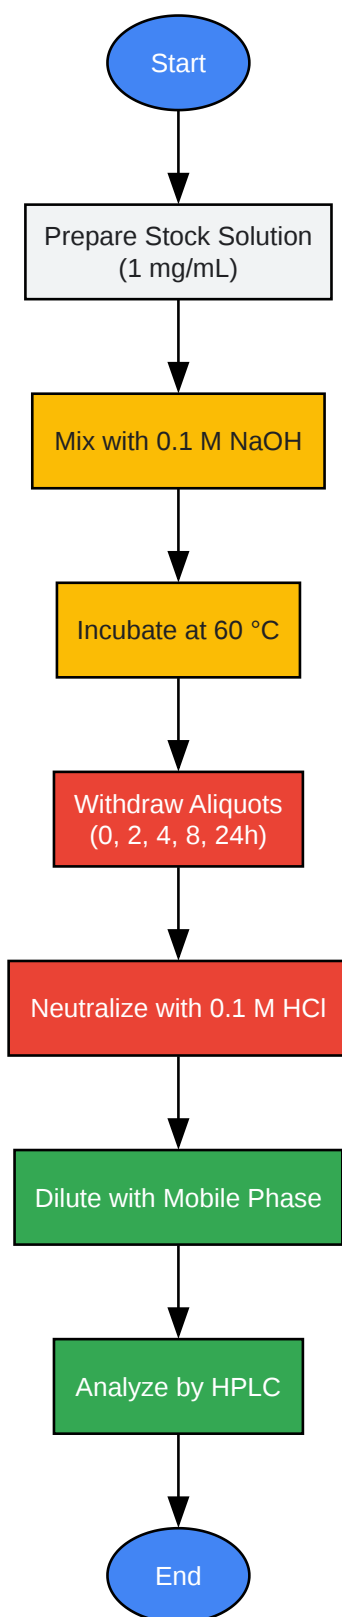 Start
Prepare Stock Solution
(1 mg/mL)
Mix with 0.1 M NaOH
Incubate at 60 °C
Withdraw Aliquots
(0, 2, 4, 8, 24h)
Neutralize with 0.1 M HCl
Dilute with Mobile Phase
Analyze by HPLC
End